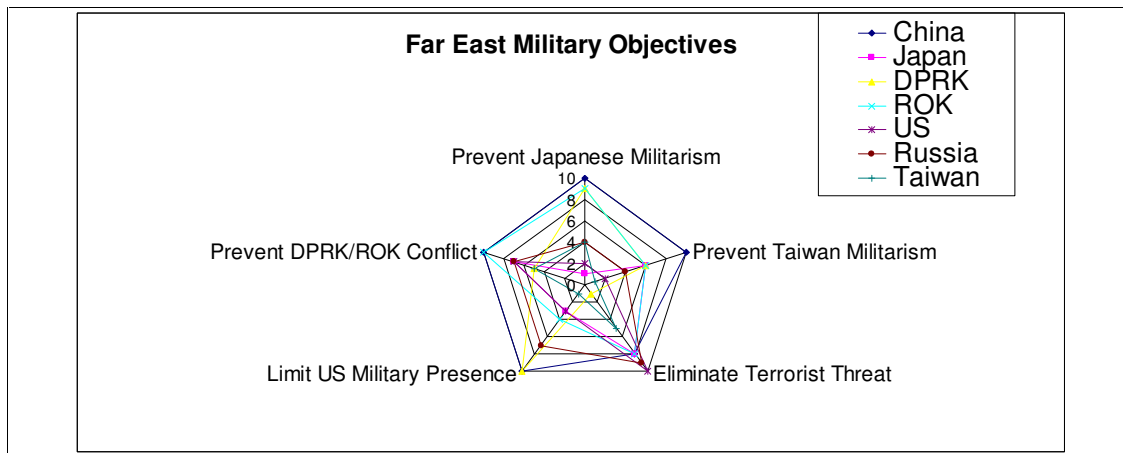 Far East Military Objectives
China
Japan
DPRK
ROK
US
Russia
Taiwan
Prevent Japanese Militarism
10
8
6
4
2
0
Prevent DPRK/ROK Conflict
Prevent Taiwan Militarism
Limit US Military Presence
Eliminate Terrorist Threat